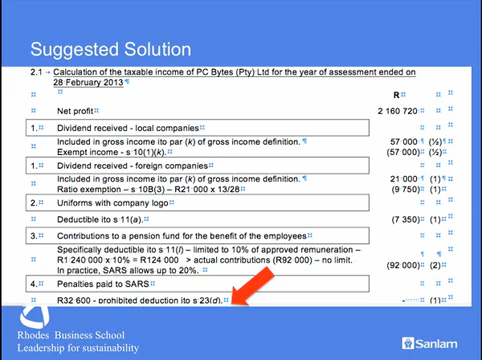 Suggested Solution
2.1 → Calculation of the taxable income of PC Bytes (Pty) Ltd for the year of assessment ended on
28 February 2013¶
R¤
Net profit 2 160 720
1. Dividend received - local companies
Included in gross income ito par (k) of gross income definition. 57 000 ¶ (½)¶
Exempt income - s 10(1)(k). (57 000) (½)
1. Dividend received - foreign companies
Included in gross income ito par (k) of gross income definition. 21 000 ¶ (1)¶
Ratio exemption – s 10B(3) – R21 000 x 13/28 (9 750) (1)
2. Uniforms with company logo
Deductible ito s 11(a). (7 350) (1)
3. Contributions to a pension fund for the benefit of the employees
Specifically deductible ito s 11(l) – limited to 10% of approved remuneration –
R1 240 000 x 10% = R124 000 > actual contributions (R92 000) – no limit.
In practice, SARS allows up to 20%. (92 000) (2)
4. Penalties paid to SARS
R32 600 - prohibited deduction ito s 23(d). - (1)
Rhodes Business School
Leadership for sustainability
Sanlam